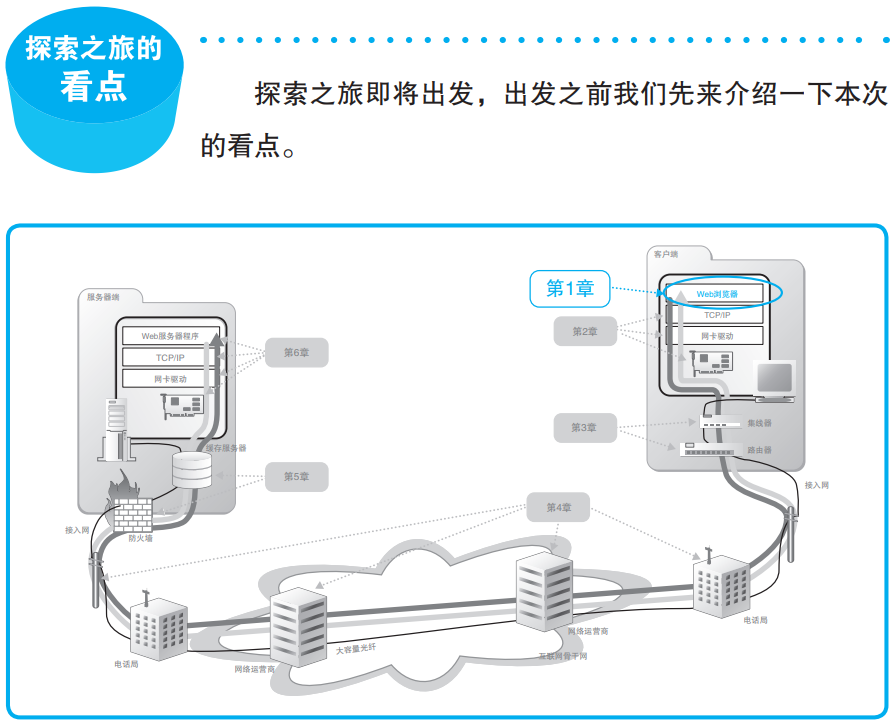 探索之旅的
看点
探索之旅即将出发，出发之前我们先来介绍一下本次
的看点。
客户端
第1章
Web浏览器
TCP/IP
第2章
网卡驱动
服务器端
Web服务器程序
TCP/IP
第6章
网卡驱动
第3章
集线器
路由器
缓存服务器
第5章
接入网
第4章
接入网
防火墙
电话局
网络运营商
大容量光纤
互联网骨干网
电话局
网络运营商